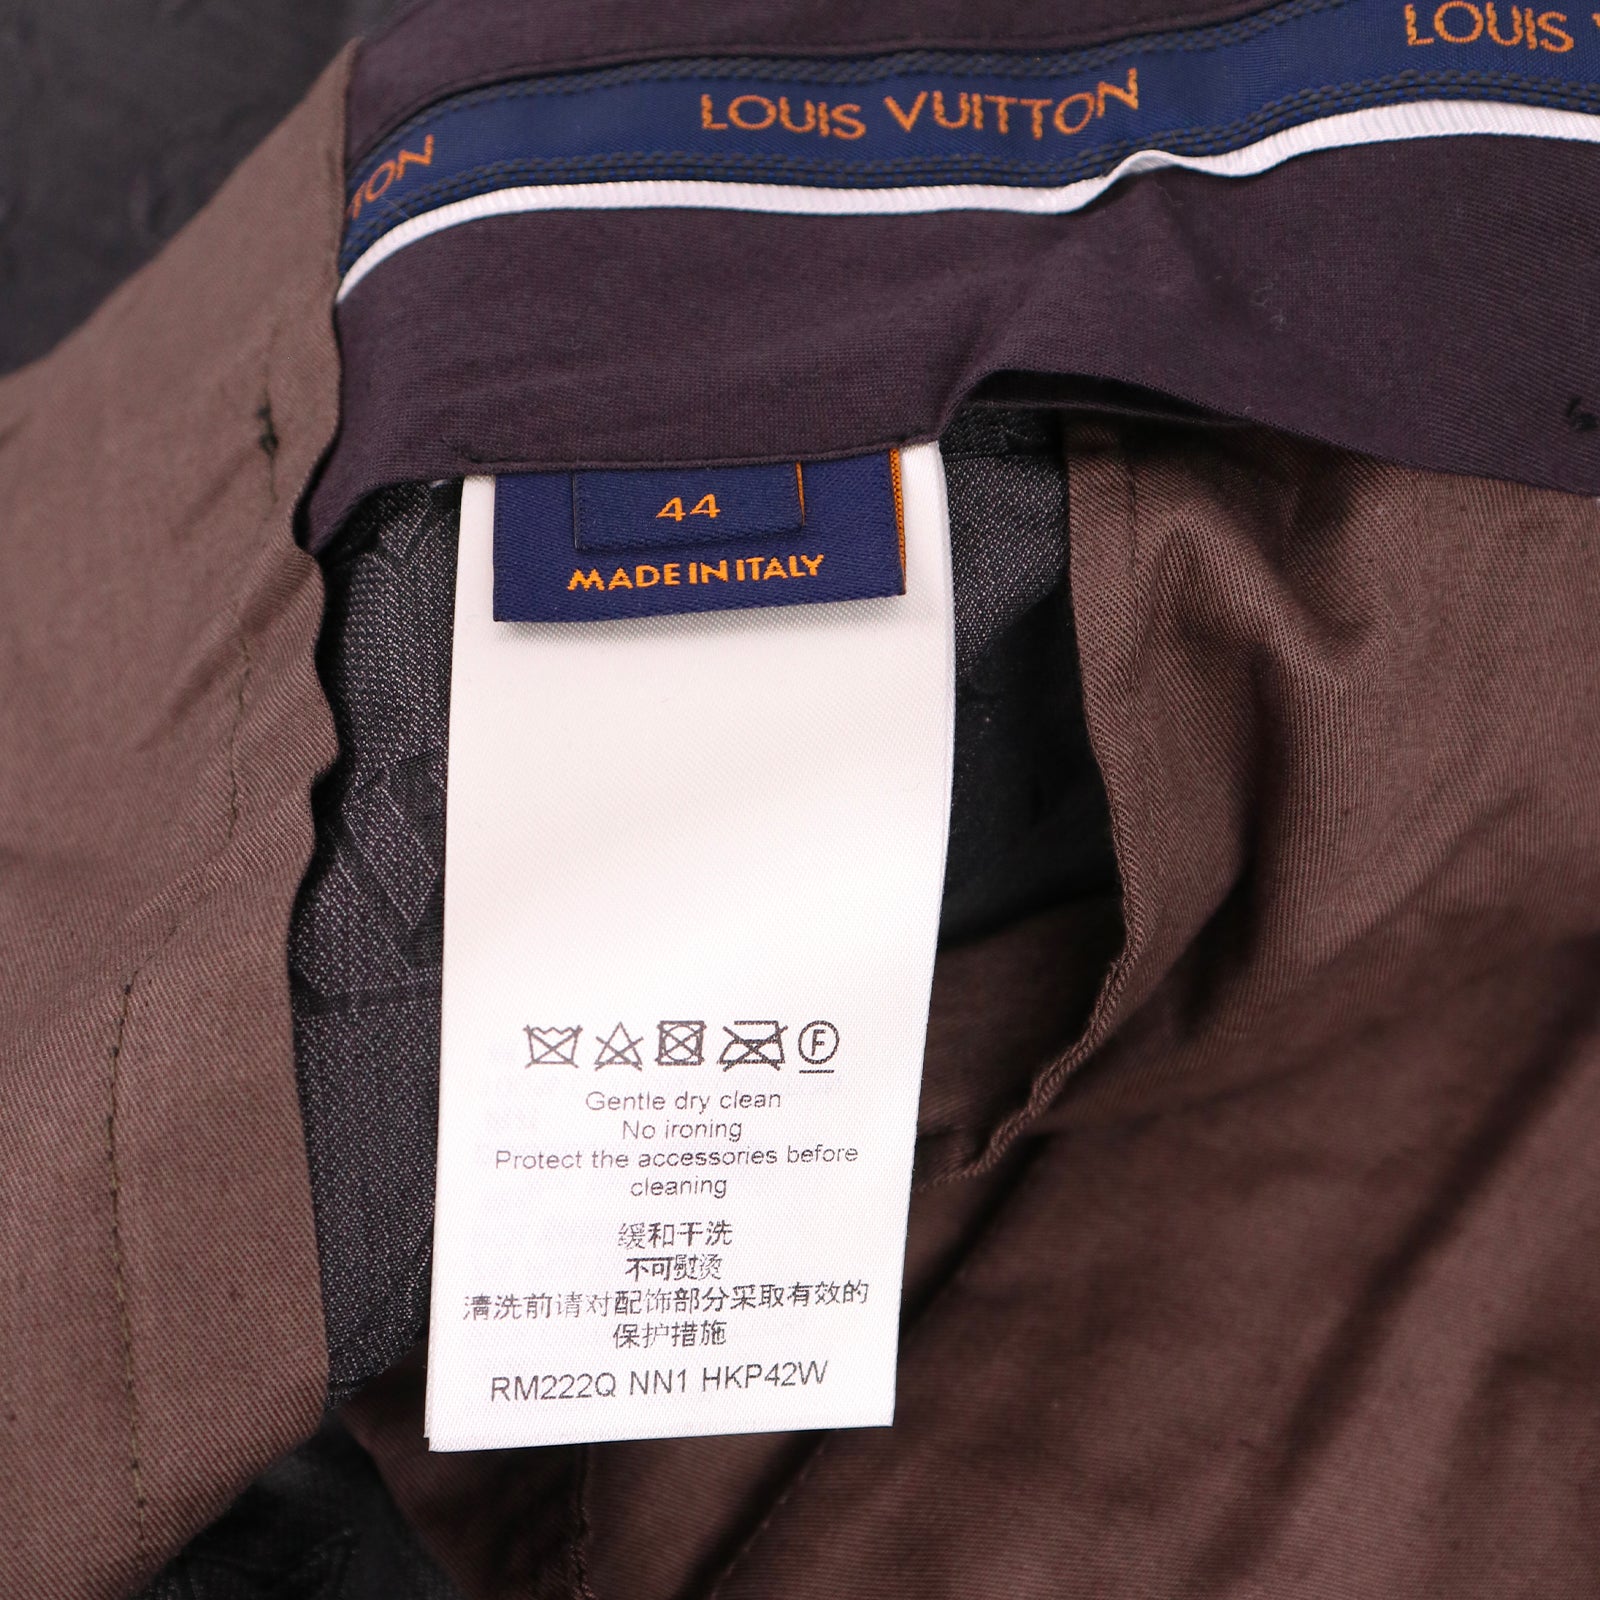 LOUIS
LOUIS VUITTON
TON
44
MADE IN ITALY
F
Gentle dry clean
No ironing
Protect the accessories before
cleaning
缓和干洗
不可熨烫
清洗前请对配饰部分采取有效的
保护措施
RM222Q NN1 HKP42W